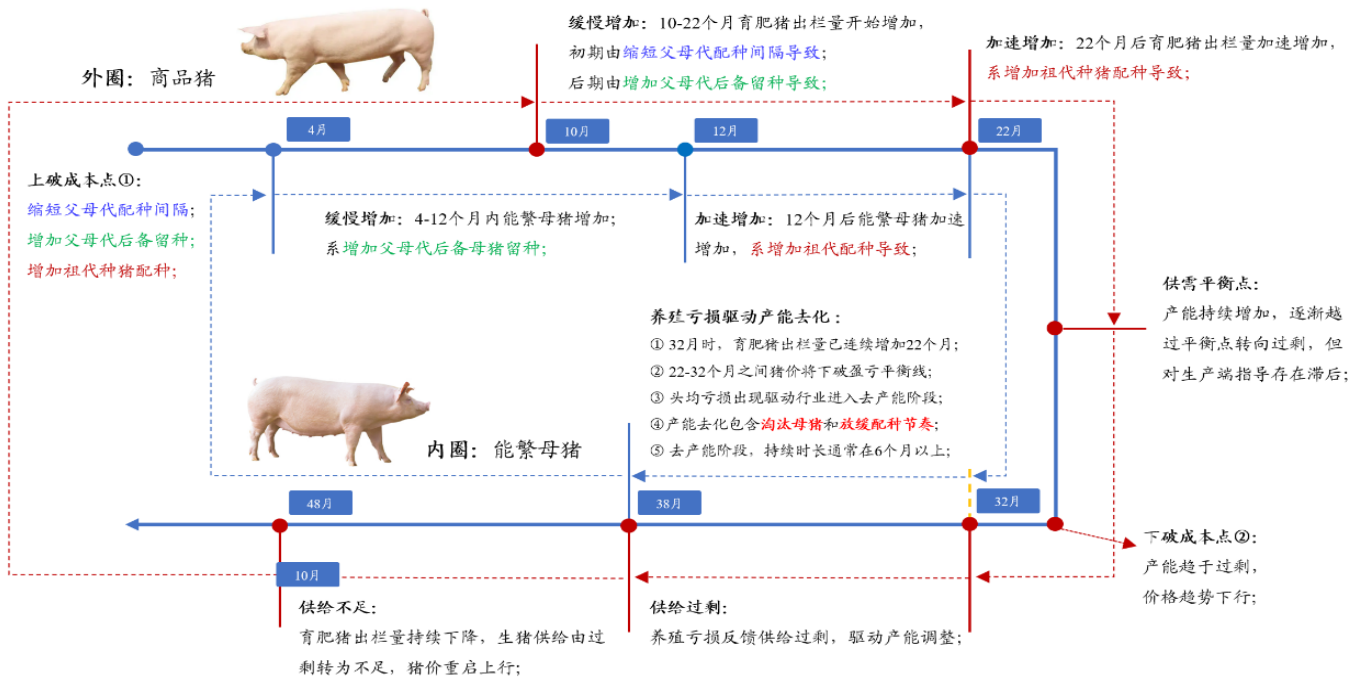 缓慢增加：10-22个月育肥猪出栏量开始增加，
初期由缩短父母代配种间隔导致；
后期由增加父母代后备留种导致；
加速增加：22个月后育肥猪出栏量加速增加，
系增加祖代种猪配种导致；
外圈：商品猪
4月
10月
12月
22月
上破成本点①：
缩短父母代配种间隔；
增加父母代后备留种；
增加祖代种猪配种；
缓慢增加：4-12个月内能繁母猪增加；
系增加父母代后备母猪留种；
加速增加：12个月后能繁母猪加速
增加，系增加祖代配种导致；
供需平衡点：
产能持续增加，逐渐越
过平衡点转向过剩，但
对生产端指导存在滞后；
养殖亏损驱动产能去化：
① 32月时，育肥猪出栏量已连续增加22个月；
② 22-32个月之间猪价将下破盈亏平衡线；
③ 头均亏损出现驱动行业进入去产能阶段；
④产能去化包含淘汰母猪和放缓配种节奏；
⑤ 去产能阶段，持续时长通常在6个月以上；
内圈：能繁母猪
48月
38月
32月
下破成本点②：
产能趋于过剩，
价格趋势下行；
10月
供给不足：
育肥猪出栏量持续下降，生猪供给由过
剩转为不足，猪价重启上行；
供给过剩：
养殖亏损反馈供给过剩，驱动产能调整；